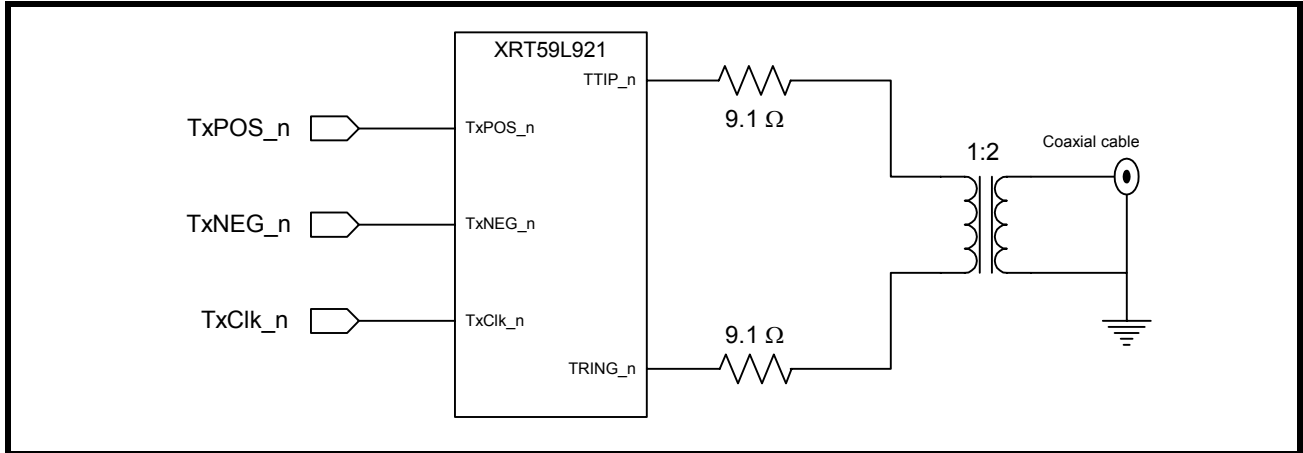 XRT59L921
TTIP_n
9.1 Ω
TxPOS_n
TxPOS_n
1:2
Coaxial cable
TxNEG_n
TxNEG_n
TxClk_n
TxClk_n
9.1 Ω
TRING_n